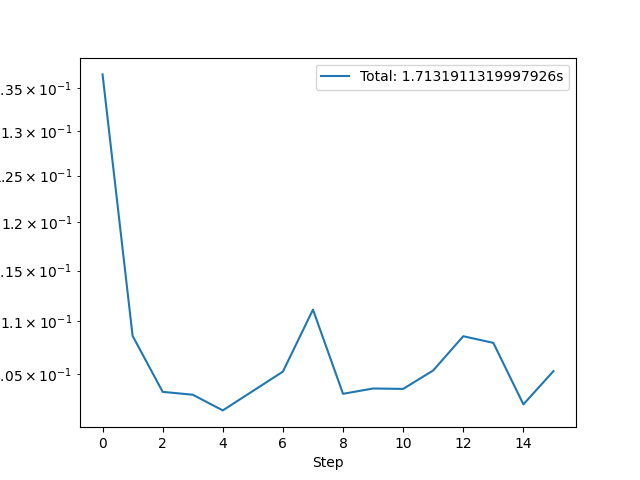 Total: 1.7131911319997926s
.35 × 10⁻¹
1.3 × 10⁻¹
.25 × 10⁻¹
1.2 × 10⁻¹
.15 × 10⁻¹
1.1 × 10⁻¹
.05 × 10⁻¹
0 2 4 6 8 10 12 14
Step